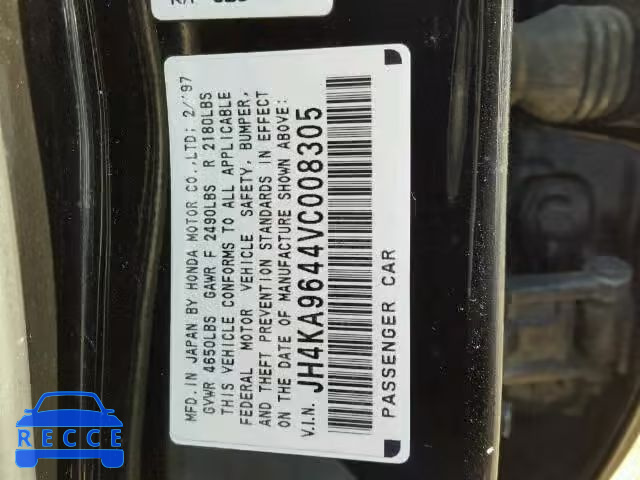 MFD. IN JAPAN BY HONDA MOTOR CO., LTD; 2/'97
GVWR 4650LBS GAWR F 2490LBS R 2180LBS
THIS VEHICLE CONFORMS TO ALL APPLICABLE
FEDERAL MOTOR VEHICLE SAFETY, BUMPER,
AND THEFT PREVENTION STANDARDS IN EFFECT
ON THE DATE OF MANUFACTURE SHOWN ABOVE:
V.I.N. JH4KA9644VC008305
PASSENGER CAR
RECCE